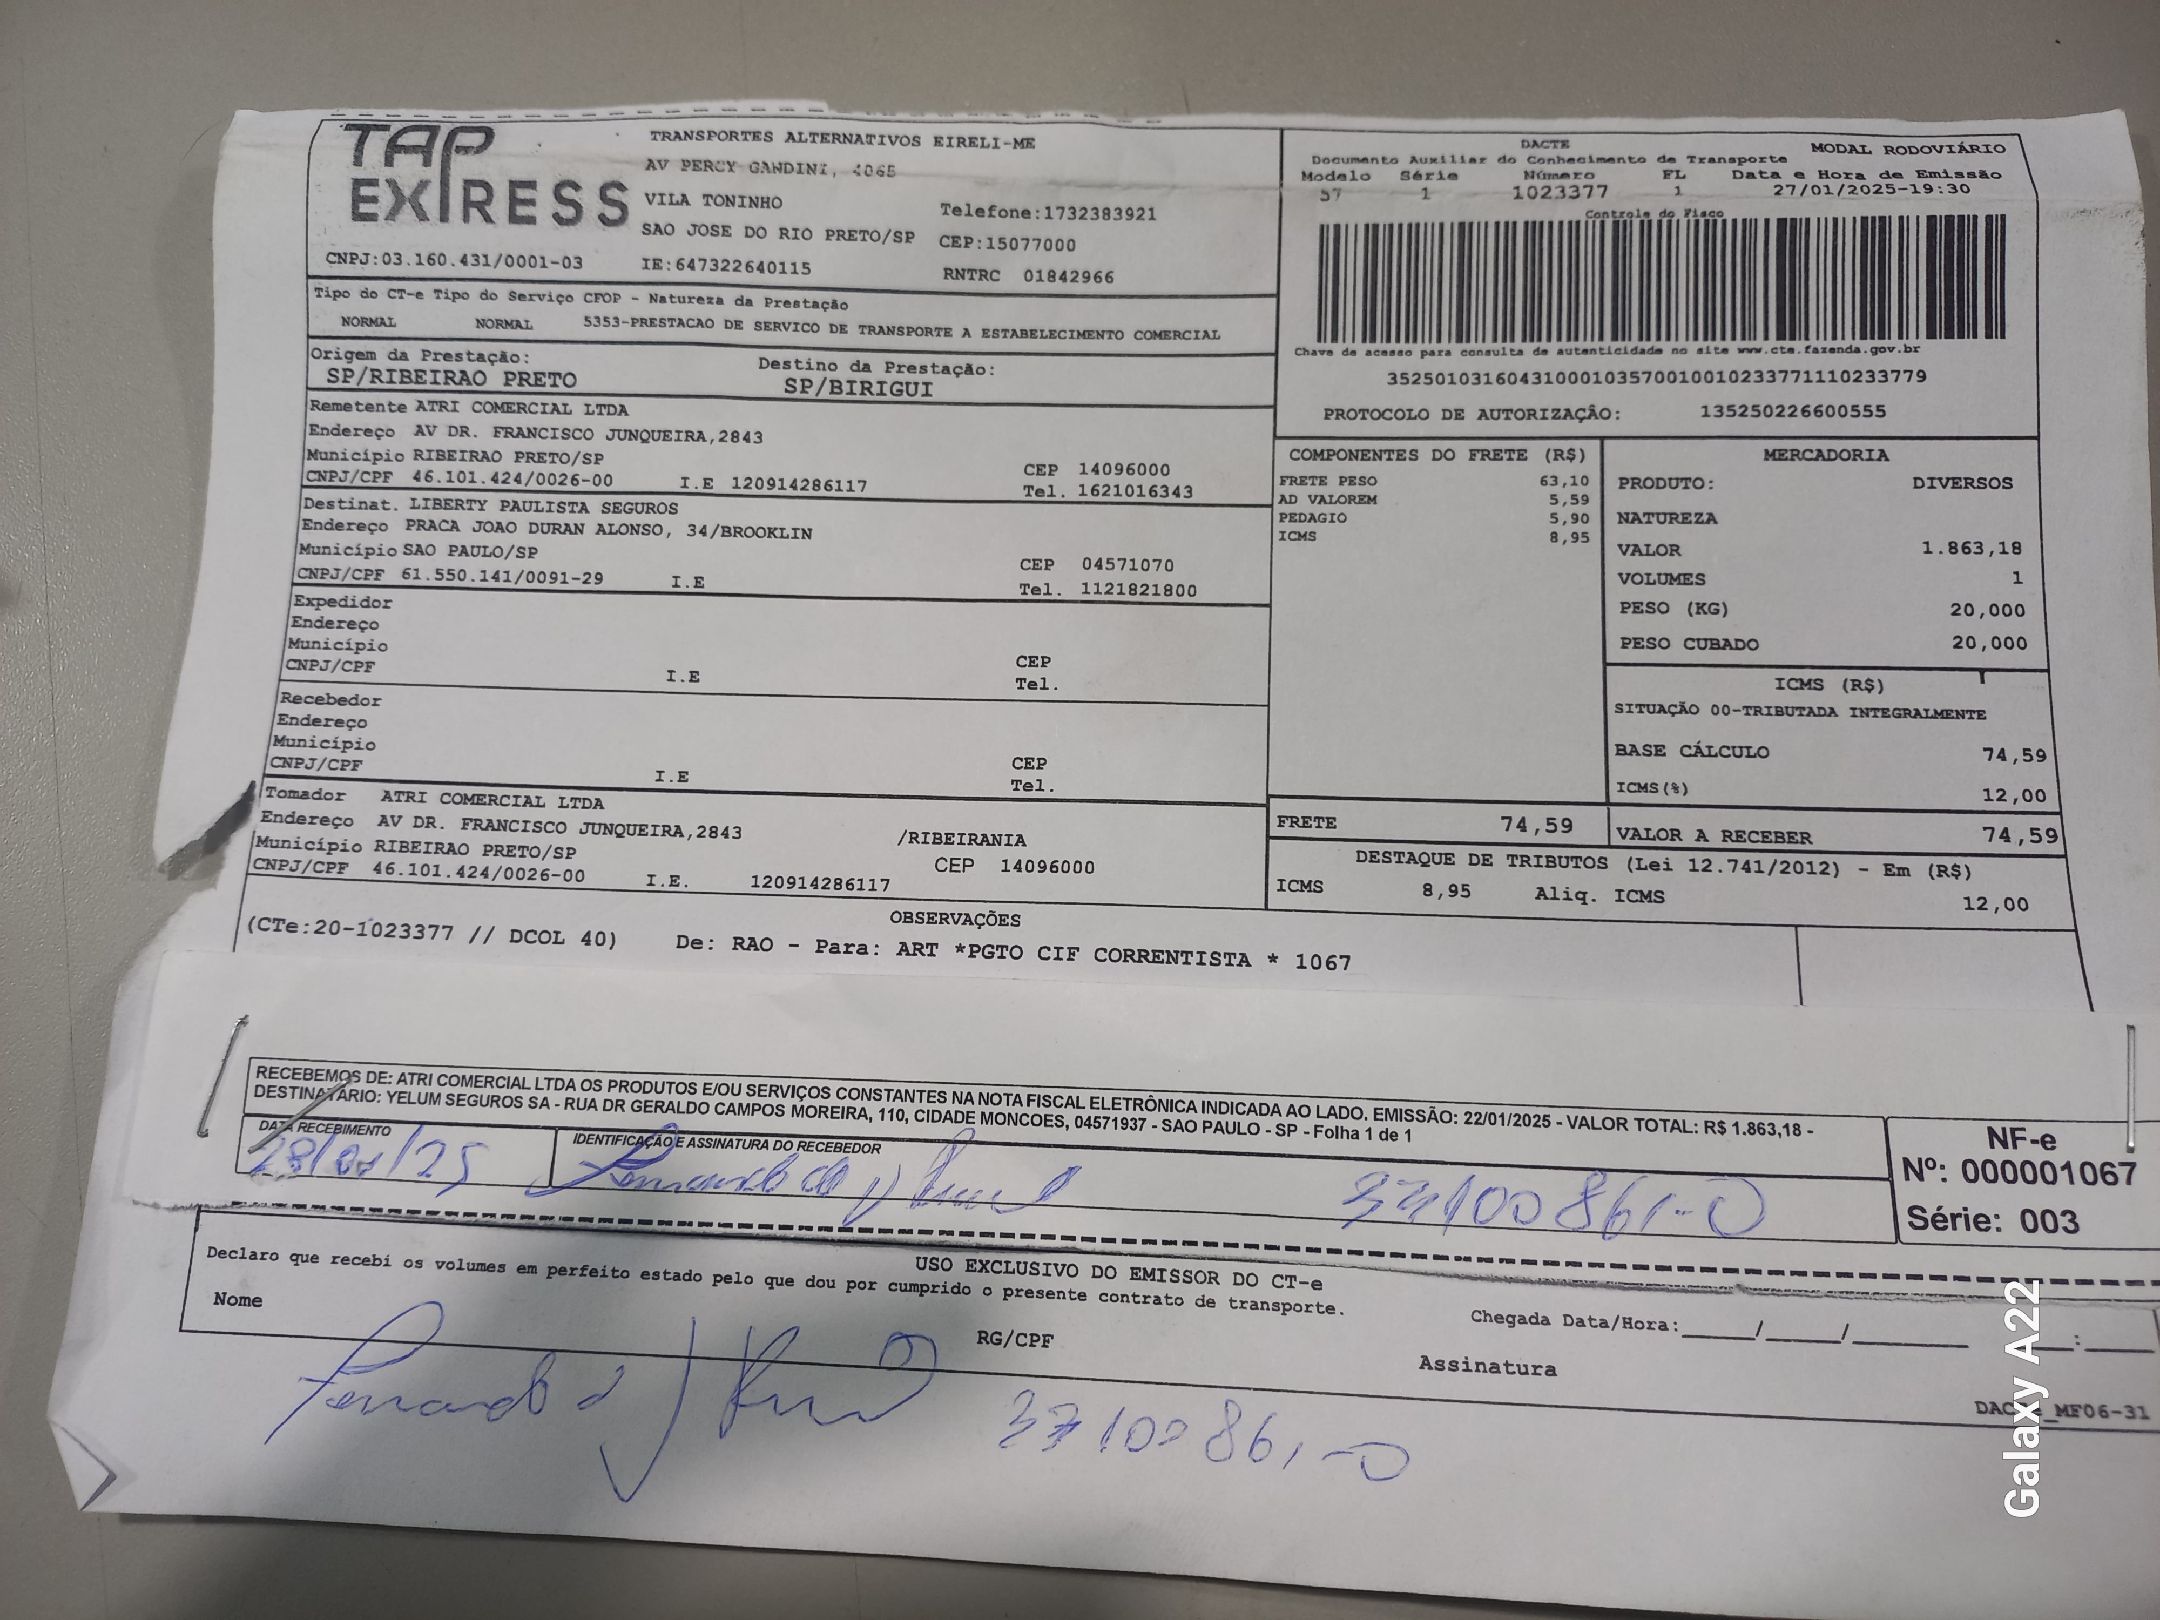 TAP EXPRESS
TRANSPORTES ALTERNATIVOS EIRELI-ME
AV PERCY GANDINI, 4065
VILA TONINHO
Telefone:1732383921
SAO JOSE DO RIO PRETO/SP CEP:15077000
CNPJ:03.160.431/0001-03 IE:647322640115 RNTRC 01842966
DACTE
MODAL RODOVIÁRIO
Documento Auxiliar do Conhecimento de Transporte
Modelo Série Número FL Data e Hora de Emissão
57 1 1023377 1 27/01/2025-19:30
Controle do Fisco
Chave de acesso para consulta de autenticidade no site www.cte.fazenda.gov.br
35250103160431000103570010010233771110233779
PROTOCOLO DE AUTORIZAÇÂO: 135250226600555
Tipo do CT-e Tipo do Serviço CFOP - Natureza da Prestação
NORMAL NORMAL 5353-PRESTACAO DE SERVICO DE TRANSPORTE A ESTABELECIMENTO COMERCIAL
Origem da Prestação: Destino da Prestação:
SP/RIBEIRAO PRETO SP/BIRIGUI
Remetente ATRI COMERCIAL LTDA
Endereço AV DR. FRANCISCO JUNQUEIRA,2843
Município RIBEIRAO PRETO/SP CEP 14096000
CNPJ/CPF 46.101.424/0026-00 I.E 120914286117 Tel. 1621016343
Destinat. LIBERTY PAULISTA SEGUROS
Endereço PRACA JOAO DURAN ALONSO, 34/BROOKLIN
Município SAO PAULO/SP CEP 04571070
CNPJ/CPF 61.550.141/0091-29 I.E Tel. 1121821800
Expedidor
Endereço
Município CEP
CNPJ/CPF I.E Tel.
Recebedor
Endereço
Município CEP
CNPJ/CPF I.E Tel.
Tomador ATRI COMERCIAL LTDA
Endereço AV DR. FRANCISCO JUNQUEIRA,2843 /RIBEIRANIA
Município RIBEIRAO PRETO/SP CEP 14096000
CNPJ/CPF 46.101.424/0026-00 I.E. 120914286117
COMPONENTES DO FRETE (R$)
FRETE PESO 63,10
AD VALOREM 5,59
PEDAGIO 5,90
ICMS 8,95
MERCADORIA
PRODUTO: DIVERSOS
NATUREZA
VALOR 1.863,18
VOLUMES 1
PESO (KG) 20,000
PESO CUBADO 20,000
ICMS (R$)
SITUAÇÃO 00-TRIBUTADA INTEGRALMENTE
BASE CÁLCULO 74,59
ICMS(%) 12,00
FRETE 74,59 VALOR A RECEBER 74,59
DESTAQUE DE TRIBUTOS (Lei 12.741/2012) - Em (R$)
ICMS 8,95 Aliq. ICMS 12,00
OBSERVAÇÕES
(CTe:20-1023377 // DCOL 40) De: RAO - Para: ART *PGTO CIF CORRENTISTA * 1067
RECEBEMOS DE: ATRI COMERCIAL LTDA OS PRODUTOS E/OU SERVIÇOS CONSTANTES NA NOTA FISCAL ELETRÔNICA INDICADA AO LADO. EMISSÃO: 22/01/2025 - VALOR TOTAL: R$ 1.863,18 -
DESTINATÁRIO: YELUM SEGUROS SA - RUA DR GERALDO CAMPOS MOREIRA, 110, CIDADE MONCOES, 04571937 - SAO PAULO - SP - Folha 1 de 1
DATA RECEBIMENTO IDENTIFICAÇÃO E ASSINATURA DO RECEBEDOR
28/01/25 Fernando
NF-e
Nº: 000001067
Série: 003
USO EXCLUSIVO DO EMISSOR DO CT-e
Declaro que recebi os volumes em perfeito estado pelo que dou por cumprido o presente contrato de transporte.
Nome RG/CPF Chegada Data/Hora:_____/_____/_______ ___:____
Assinatura
Fernando 37100861-0
DACTe_MF06-31
Galaxy A22